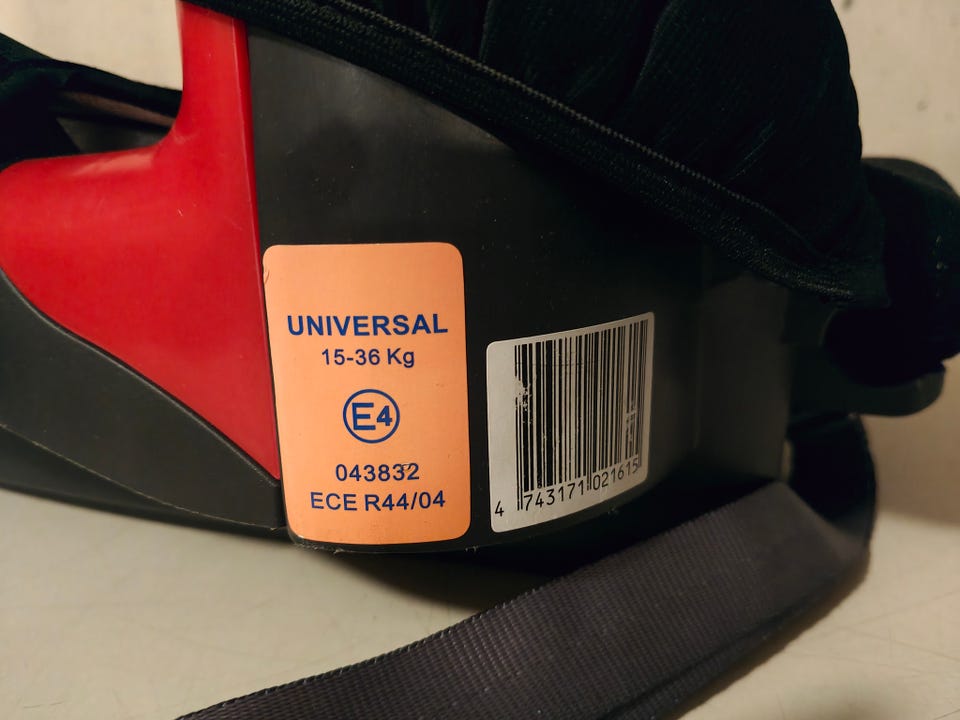 UNIVERSAL
15-36 Kg
E4
043832
ECE R44/04
4 743171 021615